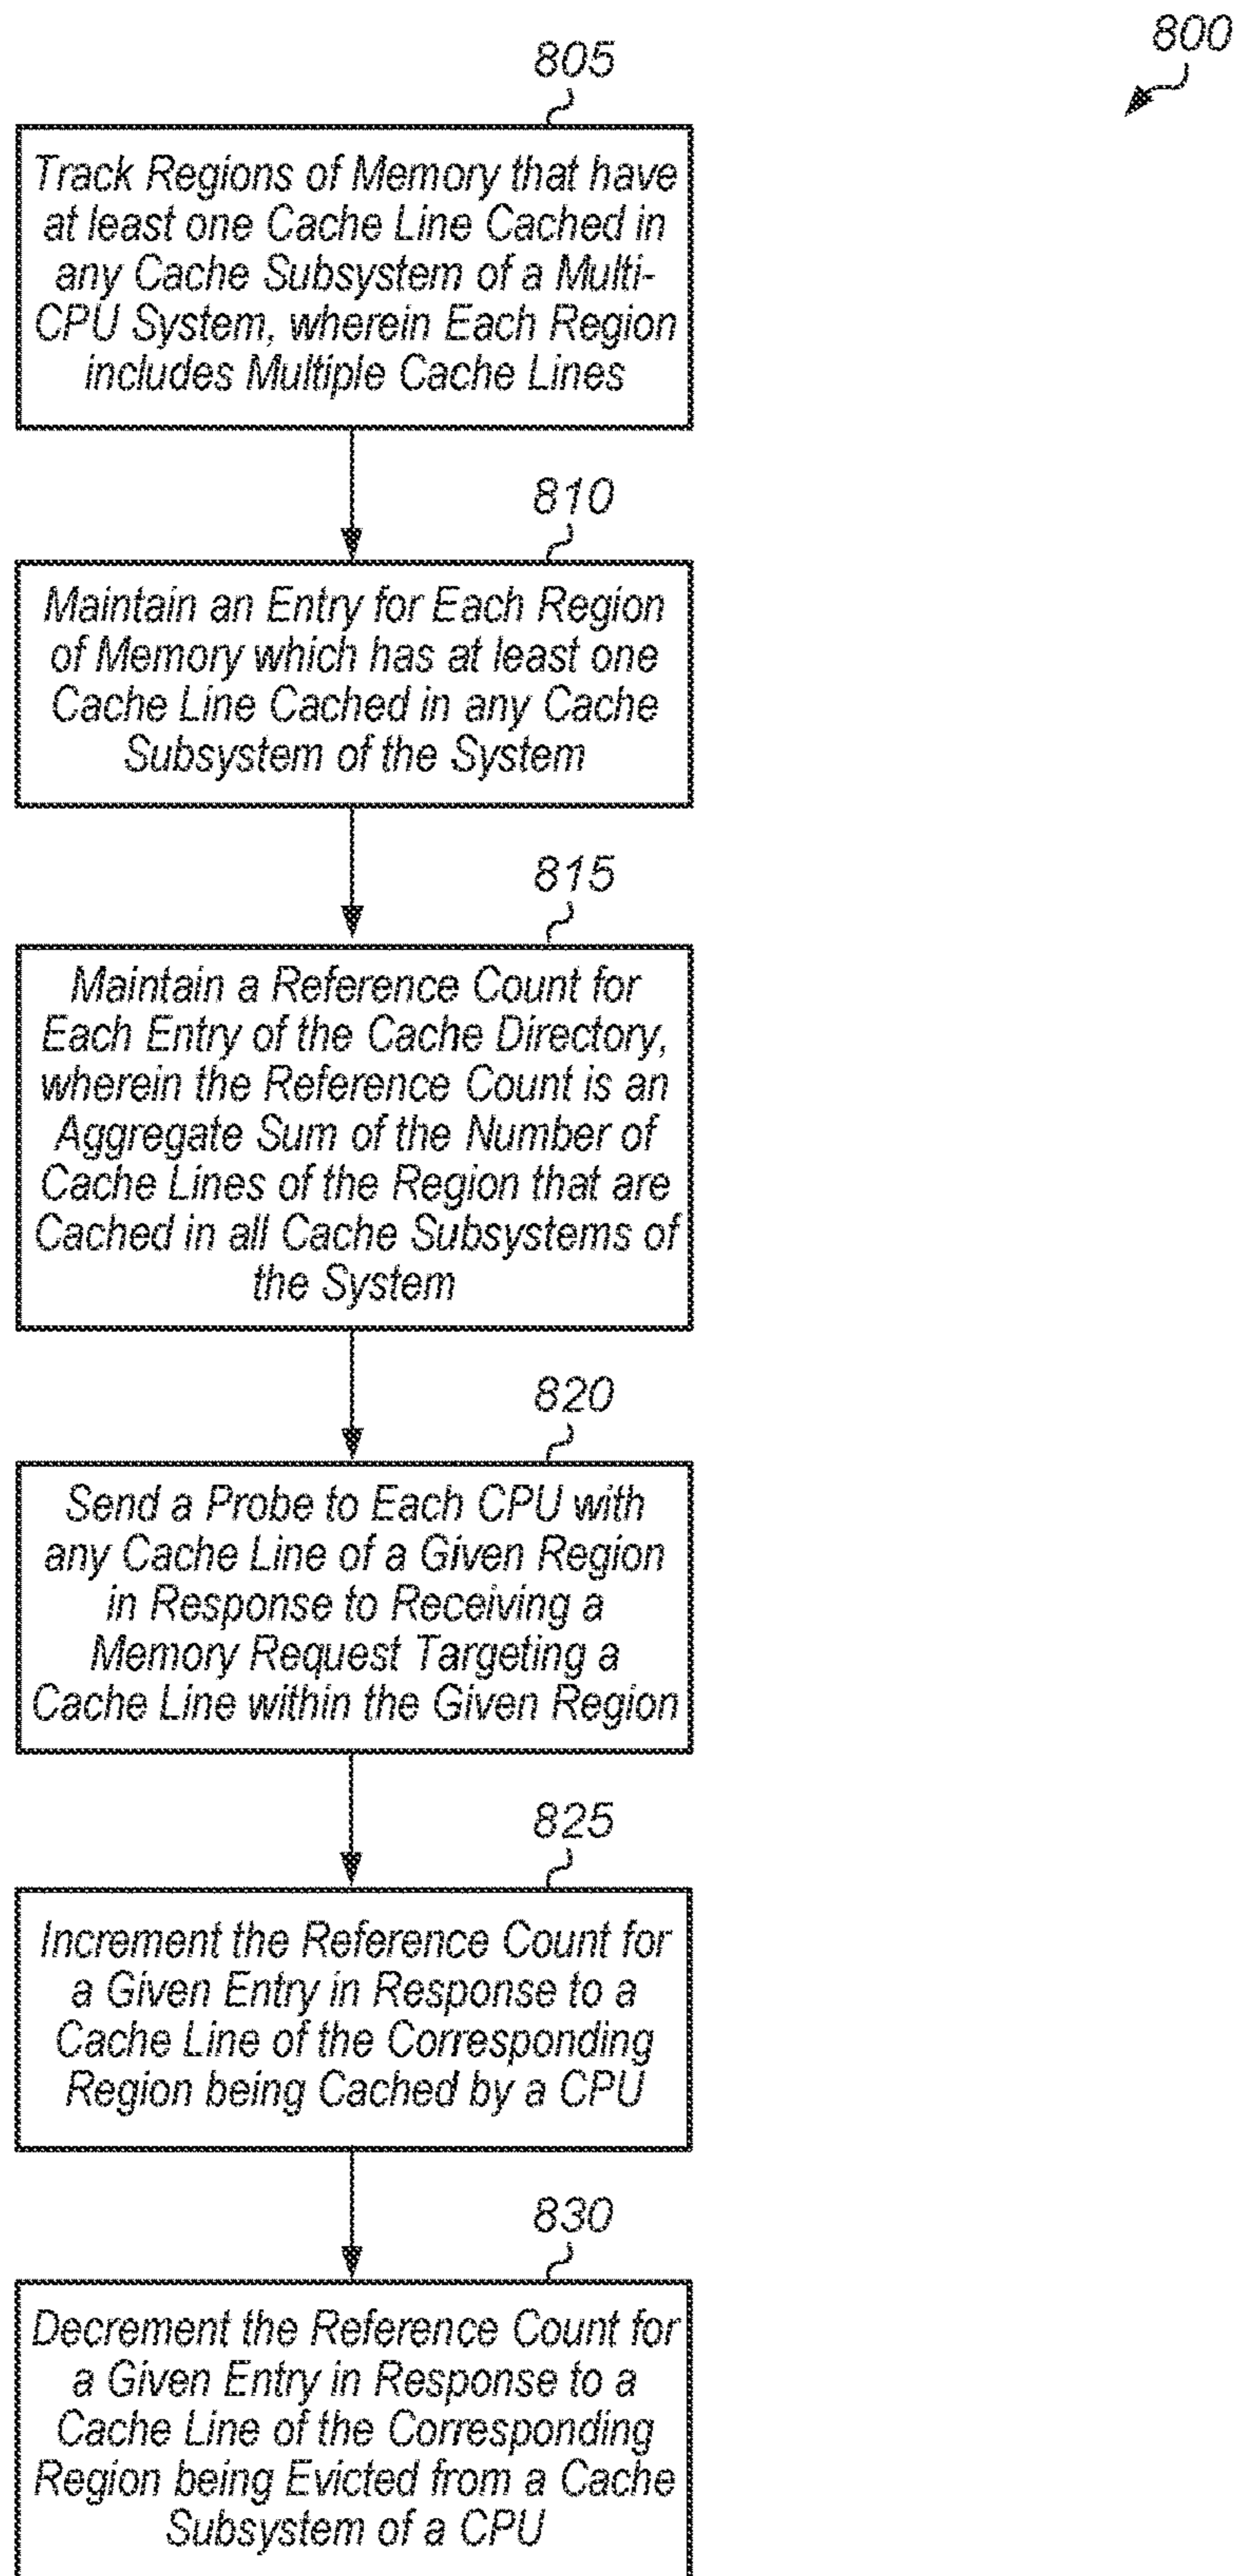 800
805
Track Regions of Memory that have
at least one Cache Line Cached in
any Cache Subsystem of a Multi-
CPU System, wherein Each Region
includes Multiple Cache Lines
810
Maintain an Entry for Each Region
of Memory which has at least one
Cache Line Cached in any Cache
Subsystem of the System
815
Maintain a Reference Count for
Each Entry of the Cache Directory,
wherein the Reference Count is an
Aggregate Sum of the Number of
Cache Lines of the Region that are
Cached in all Cache Subsystems of
the System
820
Send a Probe to Each CPU with
any Cache Line of a Given Region
in Response to Receiving a
Memory Request Targeting a
Cache Line within the Given Region
825
Increment the Reference Count for
a Given Entry in Response to a
Cache Line of the Corresponding
Region being Cached by a CPU
830
Decrement the Reference Count for
a Given Entry in Response to a
Cache Line of the Corresponding
Region being Evicted from a Cache
Subsystem of a CPU